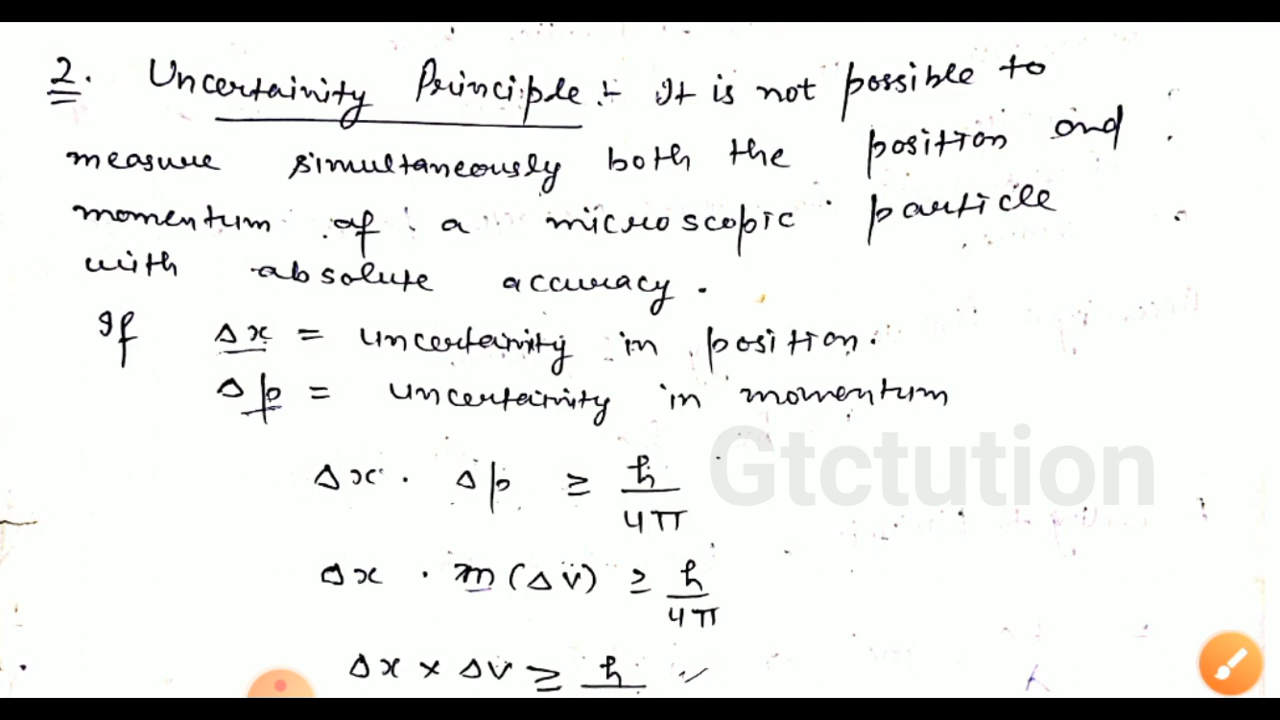 2. Uncertainity Principle :- It is not possible to
measure simultaneously both the position and
momentum of a microscopic particle
with absolute accuracy.
If Δx = uncertainity in position.
Δp = uncertainity in momentum
Δx . Δp ≥ ħ/4π
Δx . m(Δv) ≥ ħ/4π
Δx × Δv ≥ ħ
Gtctution